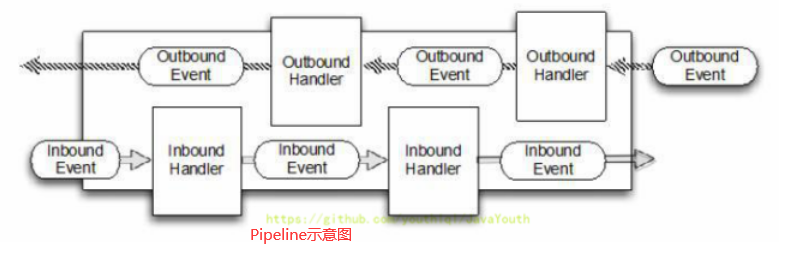 Outbound
Event
Outbound
Handler
Outbound
Event
Outbound
Handler
Outbound
Event
Inbound
Event
Inbound
Handler
Inbound
Event
Inbound
Handler
Inbound
Event
https://github.com/youthlql/JavaYouth
Pipeline示意图